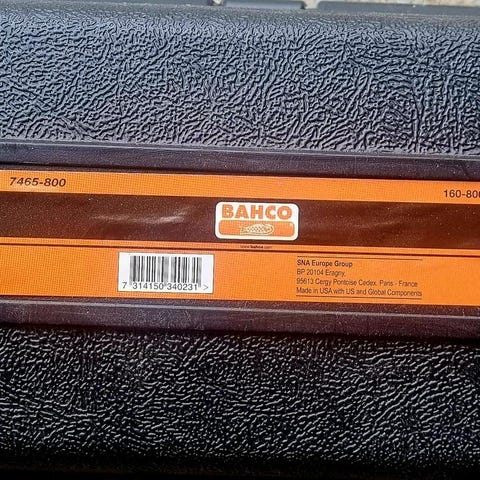 7465-800
160-800
BAHCO
www.bahco.com
SNA Europe Group
BP 20104 Eragny,
95613 Cergy Pontoise Cedex. Paris - France
Made in USA with US and Global Components
7 314150 340231 >